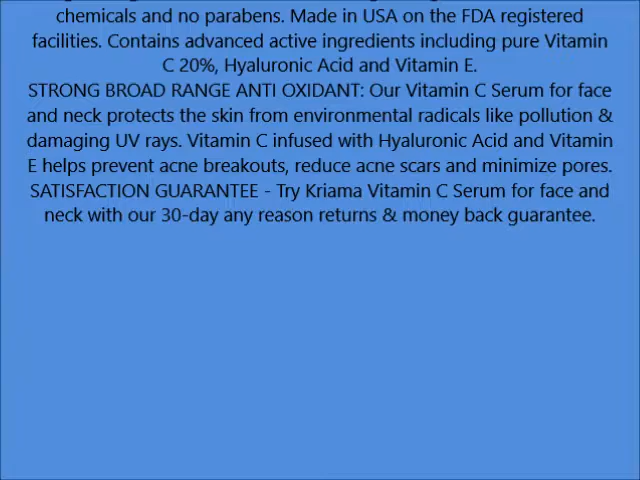 chemicals and no parabens. Made in USA on the FDA registered
facilities. Contains advanced active ingredients including pure Vitamin
C 20%, Hyaluronic Acid and Vitamin E.
STRONG BROAD RANGE ANTI OXIDANT: Our Vitamin C Serum for face
and neck protects the skin from environmental radicals like pollution &
damaging UV rays. Vitamin C infused with Hyaluronic Acid and Vitamin
E helps prevent acne breakouts, reduce acne scars and minimize pores.
SATISFACTION GUARANTEE - Try Kriama Vitamin C Serum for face and
neck with our 30-day any reason returns & money back guarantee.